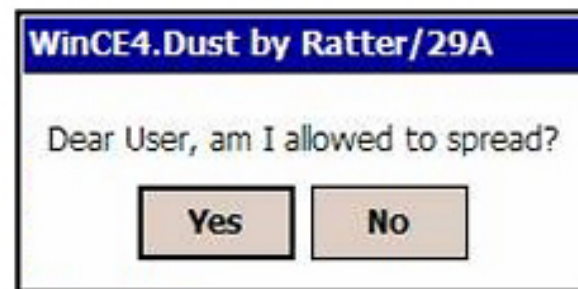 WinCE4.Dust by Ratter/29A
Dear User, am I allowed to spread?
Yes No